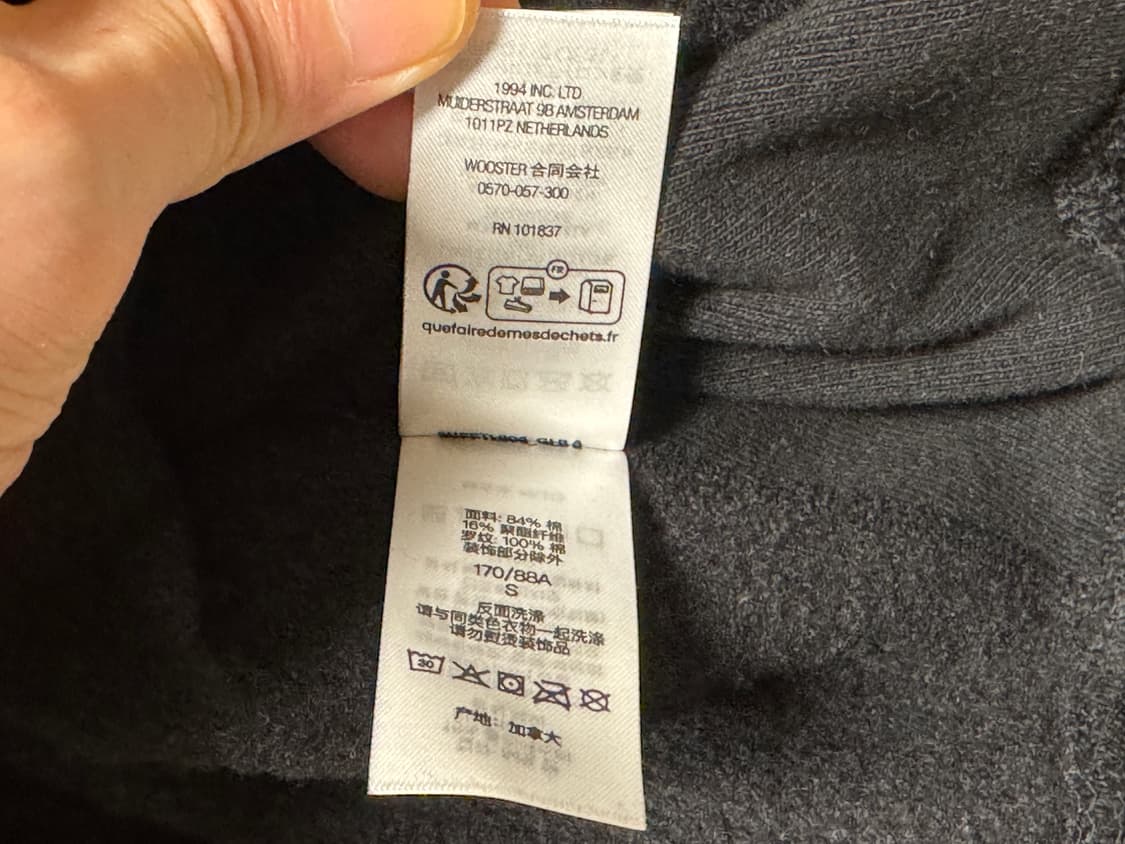 1994 INC. LTD
MUIDERSTRAAT 9B AMSTERDAM
1011PZ NETHERLANDS
WOOSTER 合同会社
0570-057-300
RN 101837
FR
quefairedemesdechets.fr
面料: 84% 棉
16% 聚酯纤维
罗纹: 100% 棉
装饰部分除外
170/88A
S
反面洗涤
请与同类色衣物一起洗涤
请勿熨烫装饰品
30
产地: 加拿大